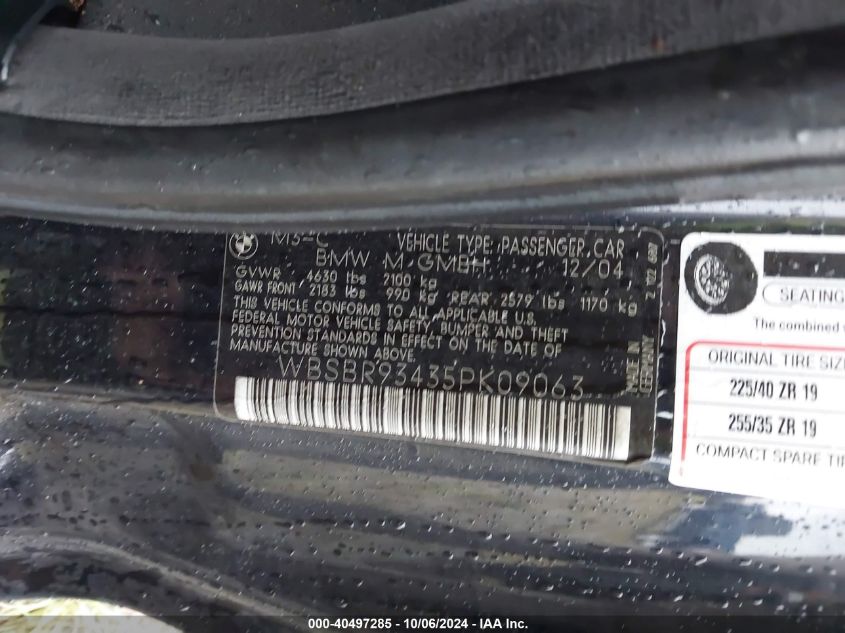 M3-C VEHICLE TYPE: PASSENGER CAR
BMW M GMBH 12/04
GVWR 4630 lbs 2100 kg
GAWR FRONT 2183 lbs 990 kg REAR 2579 lbs 1170 kg
THIS VEHICLE CONFORMS TO ALL APPLICABLE U.S.
FEDERAL MOTOR VEHICLE SAFETY, BUMPER AND THEFT
PREVENTION STANDARDS IN EFFECT ON THE DATE OF
MANUFACTURE SHOWN ABOVE.
WBSBR93435PK09063
MADE IN
GERMANY
SEATING
The combined
ORIGINAL TIRE SIZE
225/40 ZR 19
255/35 ZR 19
COMPACT SPARE TIR
000-40497285 - 10/06/2024 - IAA Inc.